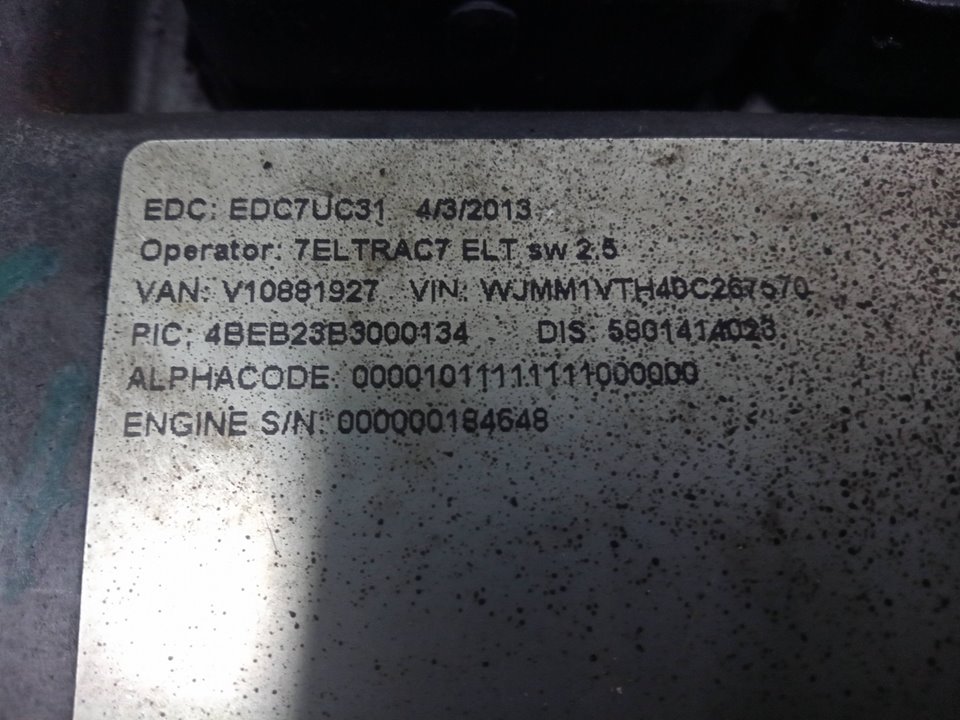 EDC: EDC7UC31 4/3/2013
Operator: 7ELTRAC7 ELT sw 2.5
VAN: V10881927 VIN: WJMM1VTH40C267570
PIC: 4BEB23B3000134 DIS: 5801414023
ALPHACODE: 00001011111111000000
ENGINE S/N: 000000184648